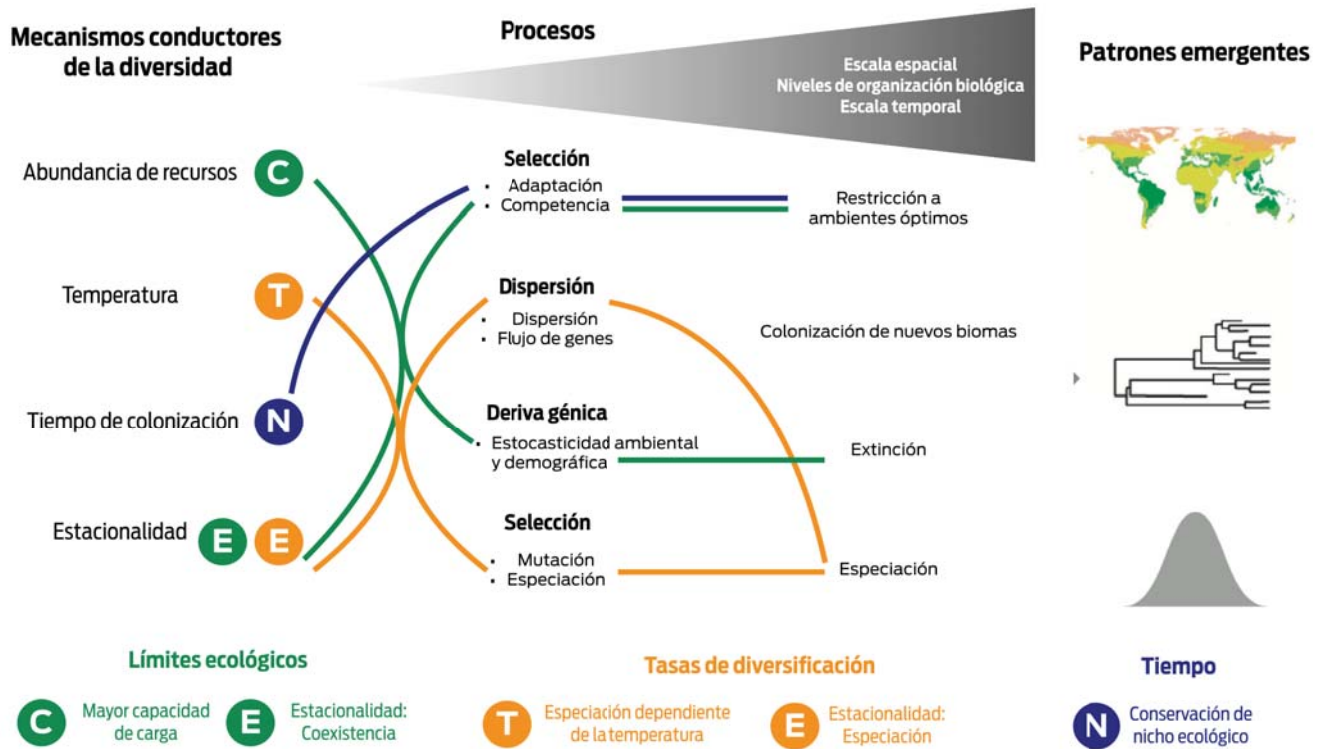 Mecanismos conductores
de la diversidad
Procesos
Escala espacial
Niveles de organización biológica
Escala temporal
Patrones emergentes
Abundancia de recursos
C
Selección
· Adaptación
· Competencia
Restricción a
ambientes óptimos
Temperatura
T
Dispersión
· Dispersión
· Flujo de genes
Colonización de nuevos biomas
Tiempo de colonización
N
Deriva génica
· Estocasticidad ambiental
y demográfica
Extinción
Estacionalidad
E
E
Selección
· Mutación
· Especiación
Especiación
Límites ecológicos
C
Mayor capacidad
de carga
E
Estacionalidad:
Coexistencia
Tasas de diversificación
T
Especiación dependiente
de la temperatura
E
Estacionalidad:
Especiación
Tiempo
N
Conservación de
nicho ecológico